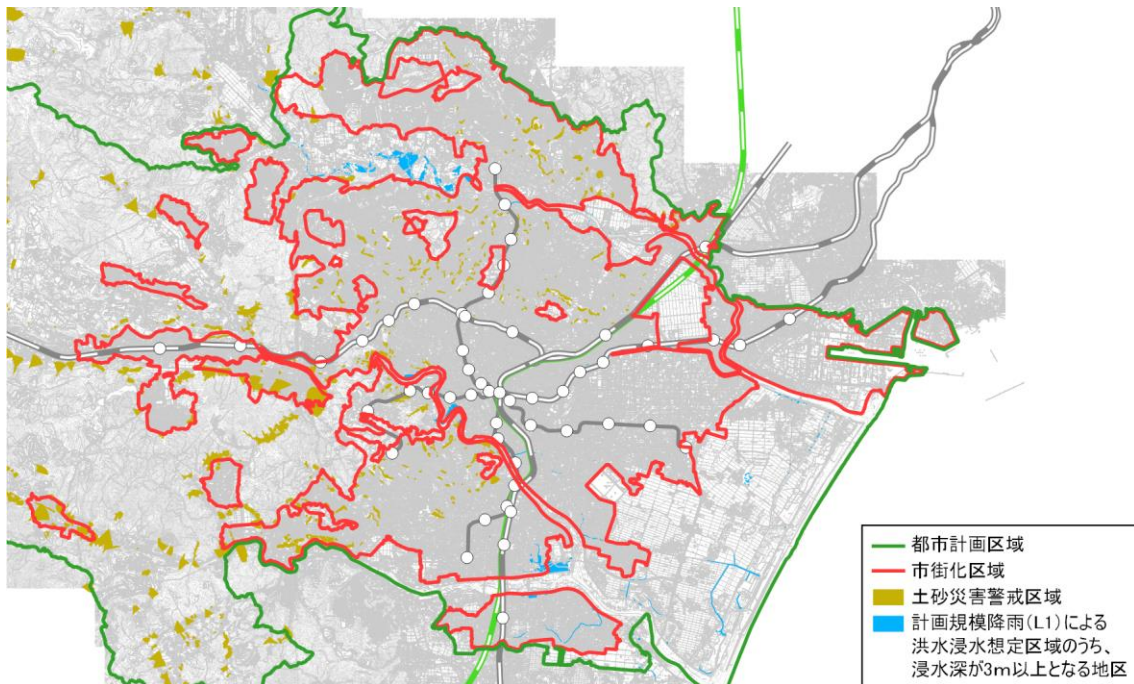 都市計画区域
市街化区域
土砂災害警戒区域
計画規模降雨(L1)による
洪水浸水想定区域のうち、
浸水深が3m以上となる地区